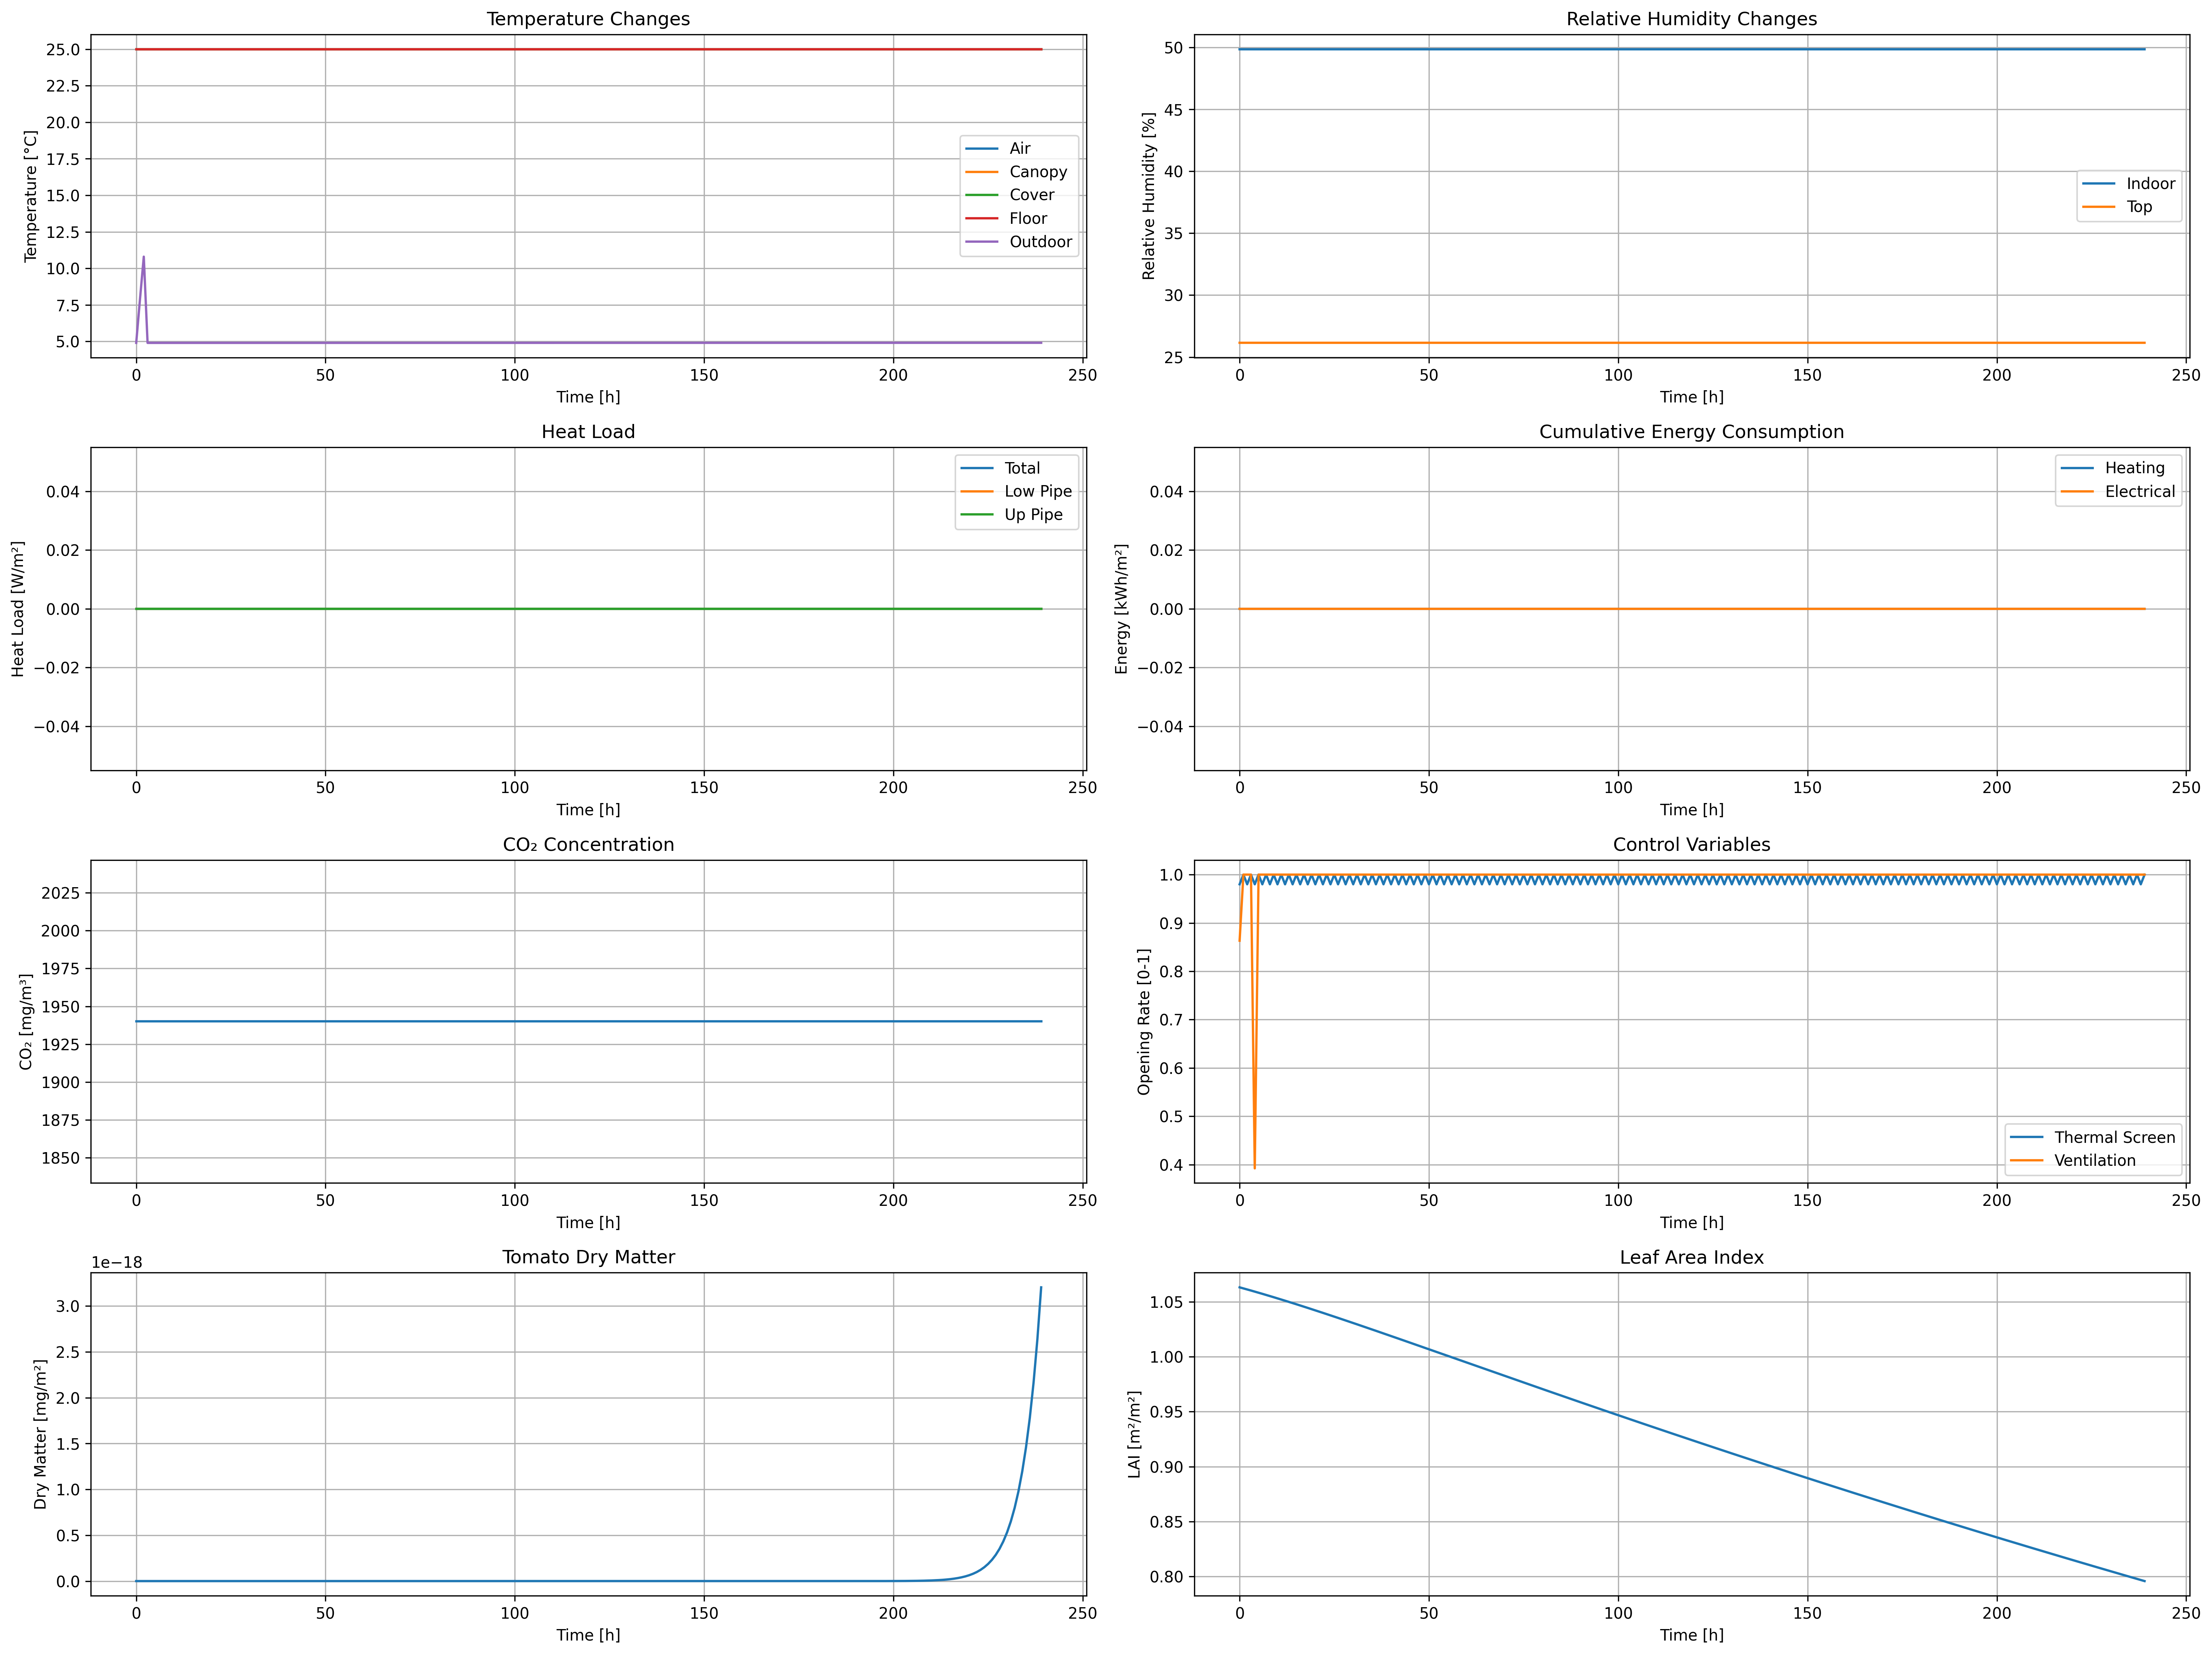 Temperature Changes
Temperature [°C]
25.0
22.5
20.0
17.5
15.0
12.5
10.0
7.5
5.0
Air
Canopy
Cover
Floor
Outdoor
0 50 100 150 200 250
Time [h]
Relative Humidity Changes
Relative Humidity [%]
50
45
40
35
30
25
Indoor
Top
0 50 100 150 200 250
Time [h]
Heat Load
Heat Load [W/m²]
0.04
0.02
0.00
−0.02
−0.04
Total
Low Pipe
Up Pipe
0 50 100 150 200 250
Time [h]
Cumulative Energy Consumption
Energy [kWh/m²]
0.04
0.02
0.00
−0.02
−0.04
Heating
Electrical
0 50 100 150 200 250
Time [h]
CO₂ Concentration
CO₂ [mg/m³]
2025
2000
1975
1950
1925
1900
1875
1850
0 50 100 150 200 250
Time [h]
Control Variables
Opening Rate [0-1]
1.0
0.9
0.8
0.7
0.6
0.5
0.4
Thermal Screen
Ventilation
0 50 100 150 200 250
Time [h]
Tomato Dry Matter
1e−18
Dry Matter [mg/m²]
3.0
2.5
2.0
1.5
1.0
0.5
0.0
0 50 100 150 200 250
Time [h]
Leaf Area Index
LAI [m²/m²]
1.05
1.00
0.95
0.90
0.85
0.80
0 50 100 150 200 250
Time [h]